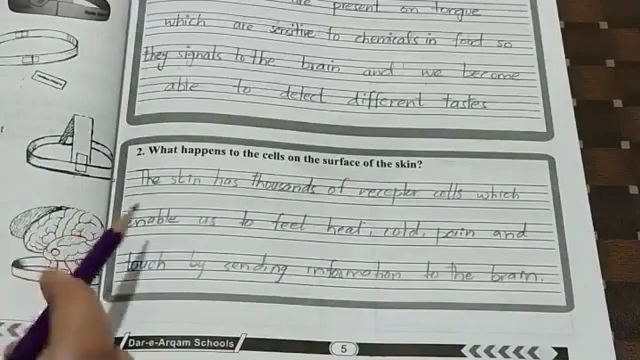 are present on tongue
which are sensitive to chemicals in food so
they signals to the brain and we become
able to detect different tastes
2. What happens to the cells on the surface of the skin?
The skin has thousands of receptor cells which
enable us to feel heat, cold, pain and
touch by sending information to the brain.
Dar-e-Arqam Schools
5